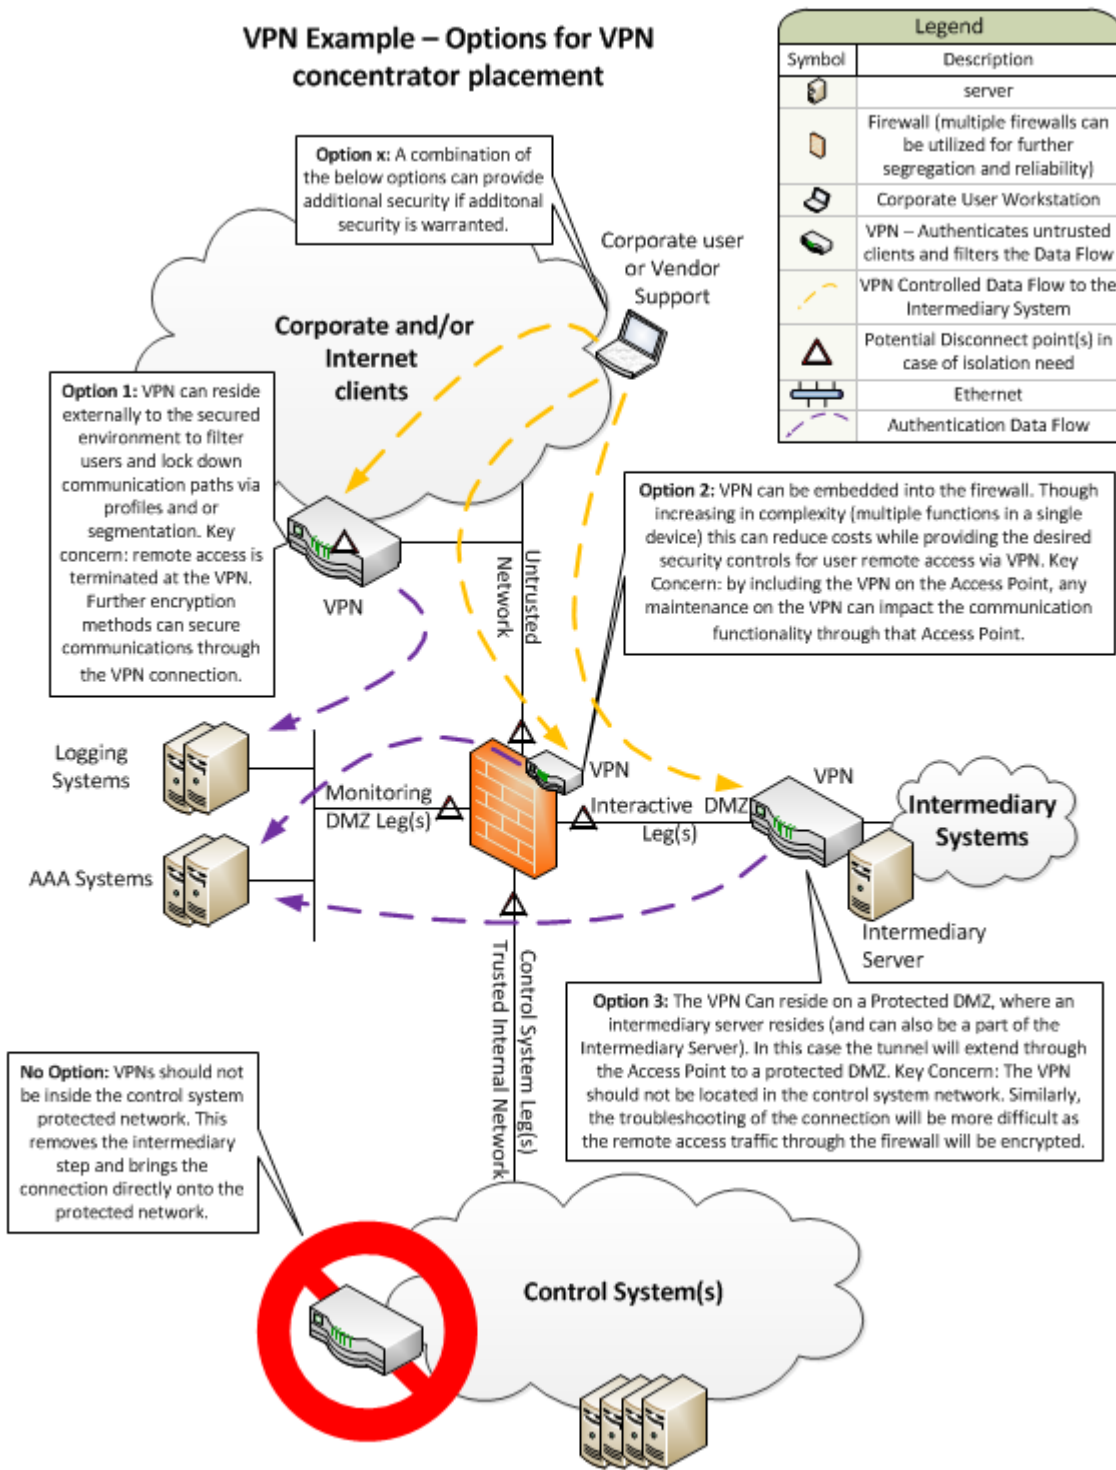 VPN Example – Options for VPN
concentrator placement
Legend
Symbol
Description
server
Firewall (multiple firewalls can
be utilized for further
segregation and reliability)
Corporate User Workstation
VPN – Authenticates untrusted
clients and filters the Data Flow
VPN Controlled Data Flow to the
Intermediary System
Potential Disconnect point(s) in
case of isolation need
Ethernet
Authentication Data Flow
Option x: A combination of
the below options can provide
additional security if additonal
security is warranted.
Corporate user
or Vendor
Support
Corporate and/or
Internet
clients
Option 1: VPN can reside
externally to the secured
environment to filter
users and lock down
communication paths via
profiles and or
segmentation. Key
concern: remote access is
terminated at the VPN.
Further encryption
methods can secure
communications through
the VPN connection.
VPN
Untrusted
Network
Option 2: VPN can be embedded into the firewall. Though
increasing in complexity (multiple functions in a single
device) this can reduce costs while providing the desired
security controls for user remote access via VPN. Key
Concern: by including the VPN on the Access Point, any
maintenance on the VPN can impact the communication
functionality through that Access Point.
Logging
Systems
Monitoring
DMZ Leg(s)
VPN
Interactive DMZ
Leg(s)
VPN
Intermediary
Systems
AAA Systems
Intermediary
Server
Control System Leg(s)
Trusted Internal Network
Option 3: The VPN Can reside on a Protected DMZ, where an
intermediary server resides (and can also be a part of the
Intermediary Server). In this case the tunnel will extend through
the Access Point to a protected DMZ. Key Concern: The VPN
should not be located in the control system network. Similarly,
the troubleshooting of the connection will be more difficult as
the remote access traffic through the firewall will be encrypted.
No Option: VPNs should not
be inside the control system
protected network. This
removes the intermediary
step and brings the
connection directly onto the
protected network.
Control System(s)